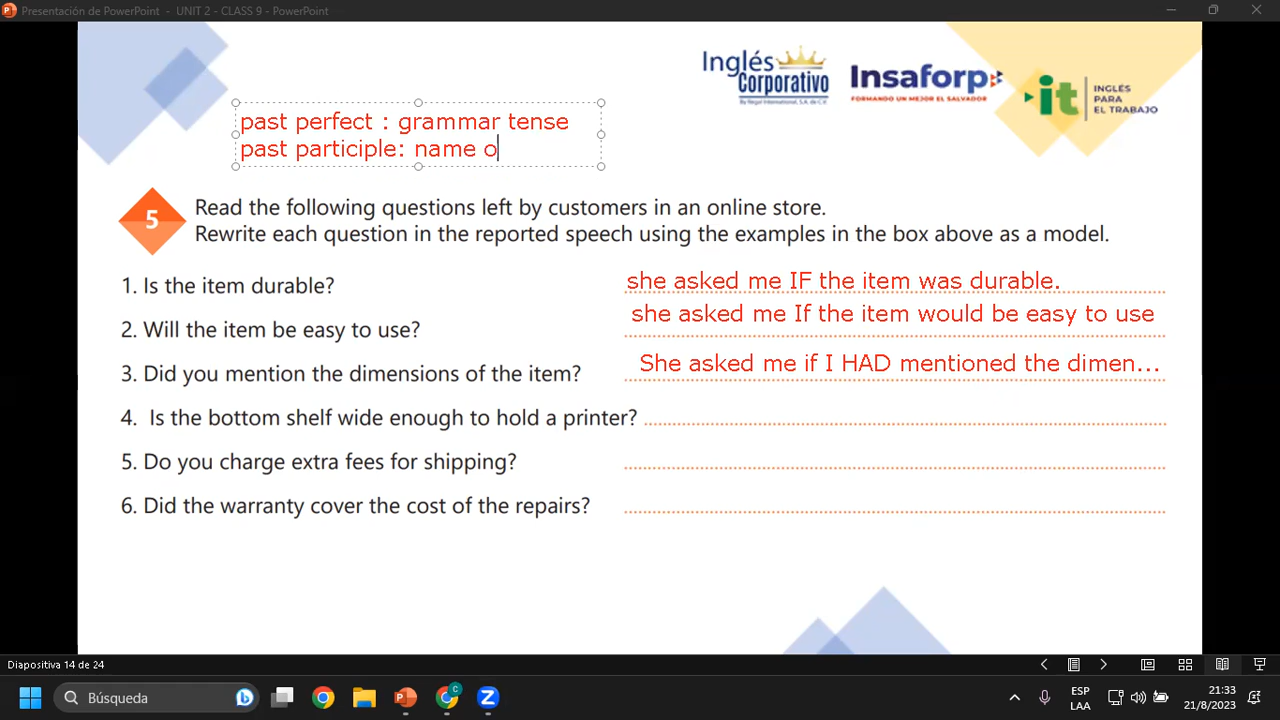 Presentación de PowerPoint - UNIT 2 - CLASS 9 - PowerPoint
Inglés
Corporativo
By Regal International, S.A. de C.V.
Insaforp
FORMANDO UN MEJOR EL SALVADOR
it
INGLÉS
PARA
EL TRABAJO
past perfect : grammar tense
past participle: name o
5
Read the following questions left by customers in an online store.
Rewrite each question in the reported speech using the examples in the box above as a model.
1. Is the item durable?
she asked me IF the item was durable.
2. Will the item be easy to use?
she asked me If the item would be easy to use
3. Did you mention the dimensions of the item?
She asked me if I HAD mentioned the dimen...
4. Is the bottom shelf wide enough to hold a printer?
5. Do you charge extra fees for shipping?
6. Did the warranty cover the cost of the repairs?
Diapositiva 14 de 24
Búsqueda
ESP
LAA
21:33
21/8/2023